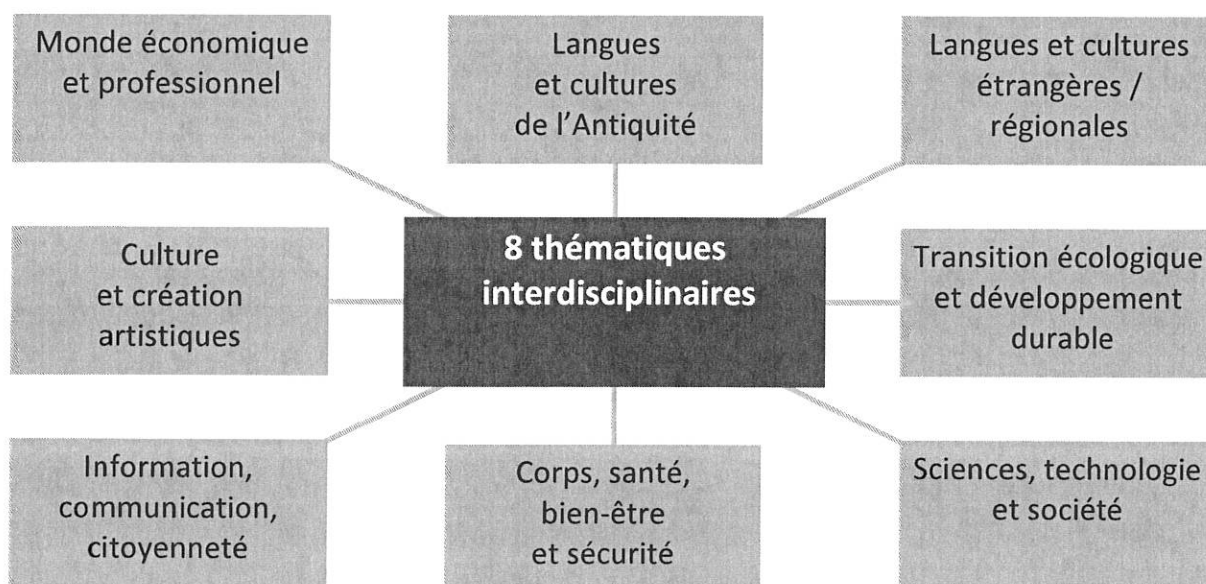 Monde économique
et professionnel
Langues
et cultures
de l'Antiquité
Langues et cultures
étrangères /
régionales
Culture
et création
artistiques
8 thématiques
interdisciplinaires
Transition écologique
et développement
durable
Information,
communication,
citoyenneté
Corps, santé,
bien-être
et sécurité
Sciences, technologie
et société